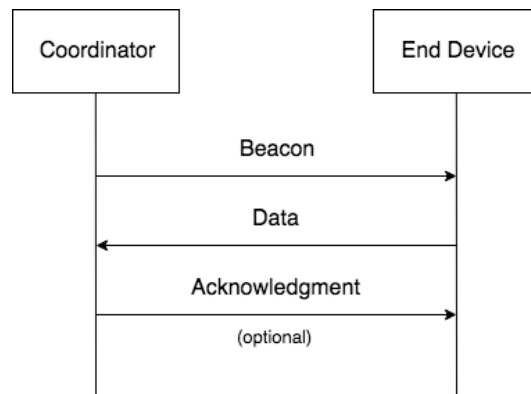 Coordinator
End Device
Beacon
Data
Acknowledgment
(optional)